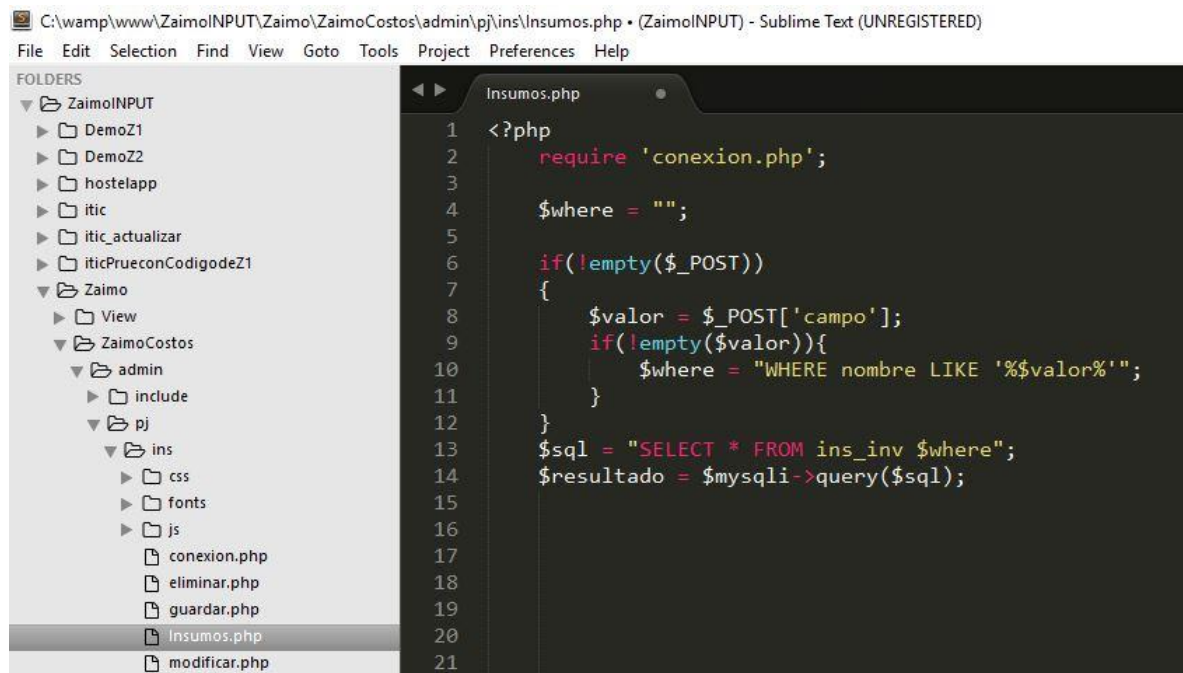 C:\wamp\www\ZaimoINPUT\Zaimo\ZaimoCostos\admin\pj\ins\Insumos.php • (ZaimoINPUT) - Sublime Text (UNREGISTERED)
File Edit Selection Find View Goto Tools Project Preferences Help
FOLDERS
ZaimoINPUT
DemoZ1
DemoZ2
hostelapp
itic
itic_actualizar
iticPrueconCodigodeZ1
Zaimo
View
ZaimoCostos
admin
include
pj
ins
css
fonts
js
conexion.php
eliminar.php
guardar.php
Insumos.php
modificar.php
Insumos.php
1 <?php
2 require 'conexion.php';
3
4 $where = "";
5
6 if(!empty($_POST))
7 {
8 $valor = $_POST['campo'];
9 if(!empty($valor)){
10 $where = "WHERE nombre LIKE '%$valor%'";
11 }
12 }
13 $sql = "SELECT * FROM ins_inv $where";
14 $resultado = $mysqli->query($sql);
15
16
17
18
19
20
21